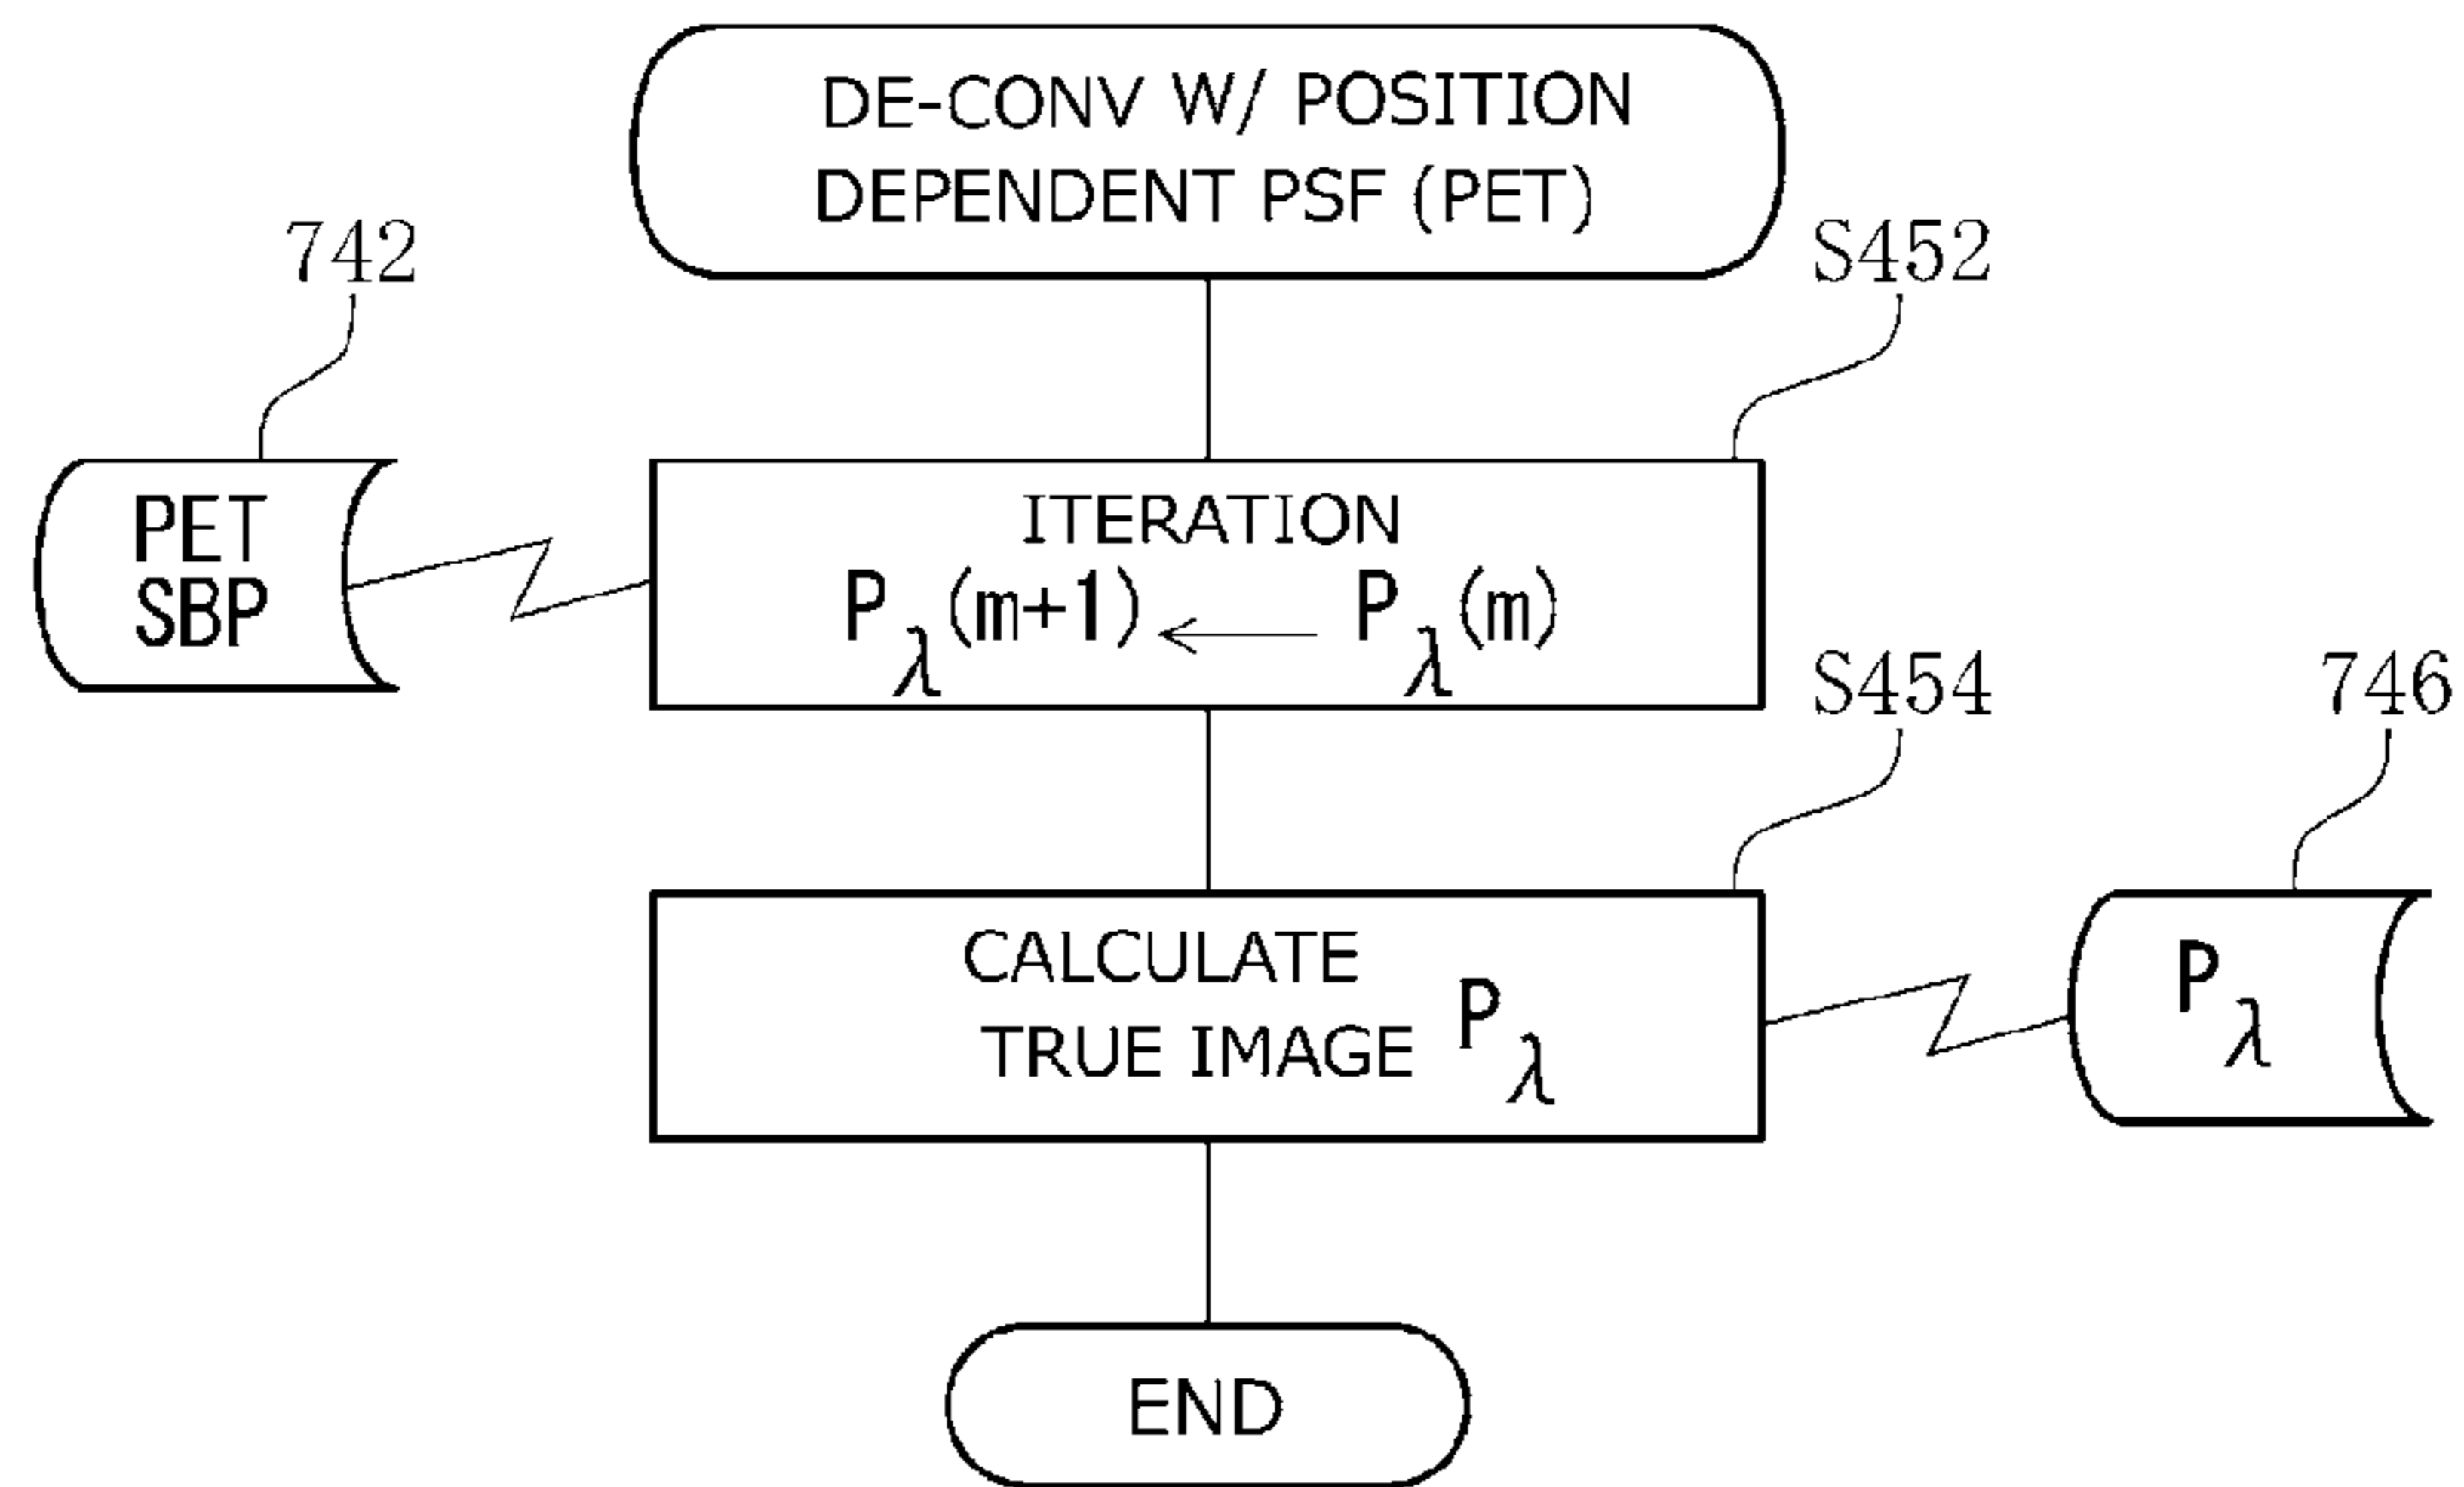 DE-CONV W/ POSITION
DEPENDENT PSF (PET)
742
S452
PET
SBP
ITERATION
Pλ(m+1) ← Pλ(m)
S454
746
CALCULATE
TRUE IMAGE Pλ
Pλ
END